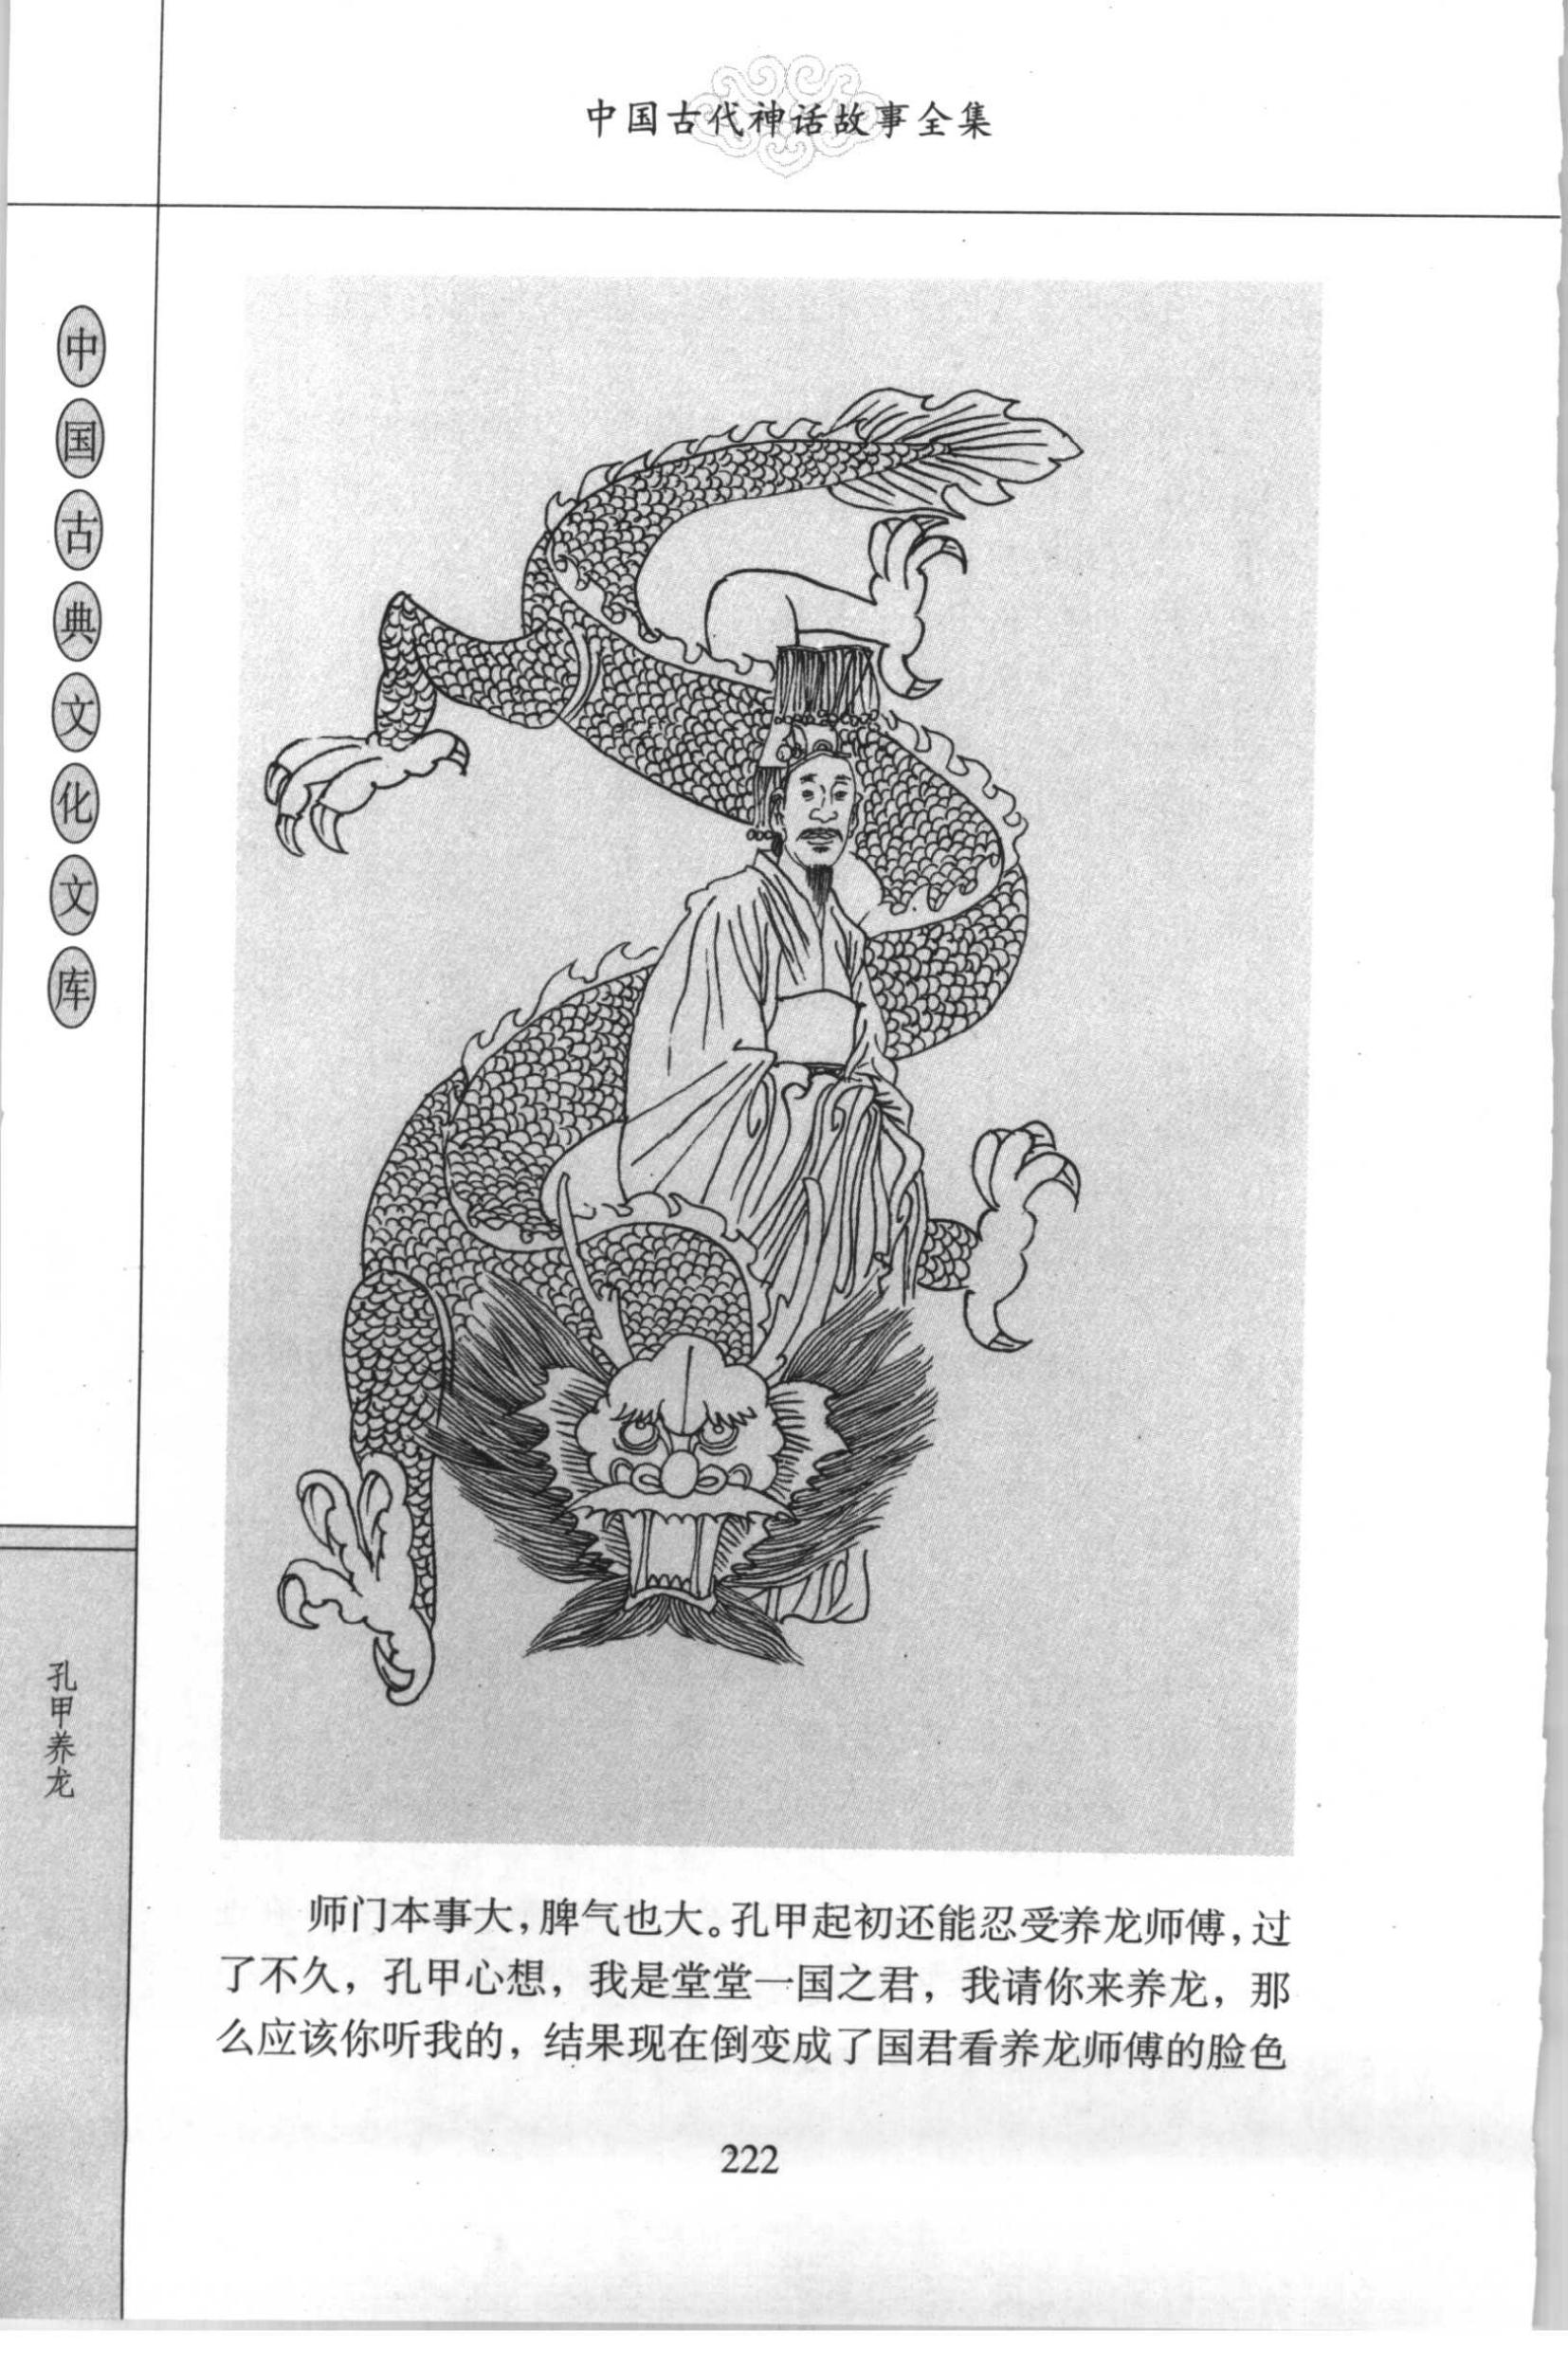 中国古代神话故事全集
中国古典文化文库
孔甲养龙
师门本事大，脾气也大。孔甲起初还能忍受养龙师傅，过
了不久，孔甲心想，我是堂堂一国之君，我请你来养龙，那
么应该你听我的，结果现在倒变成了国君看养龙师傅的脸色
222